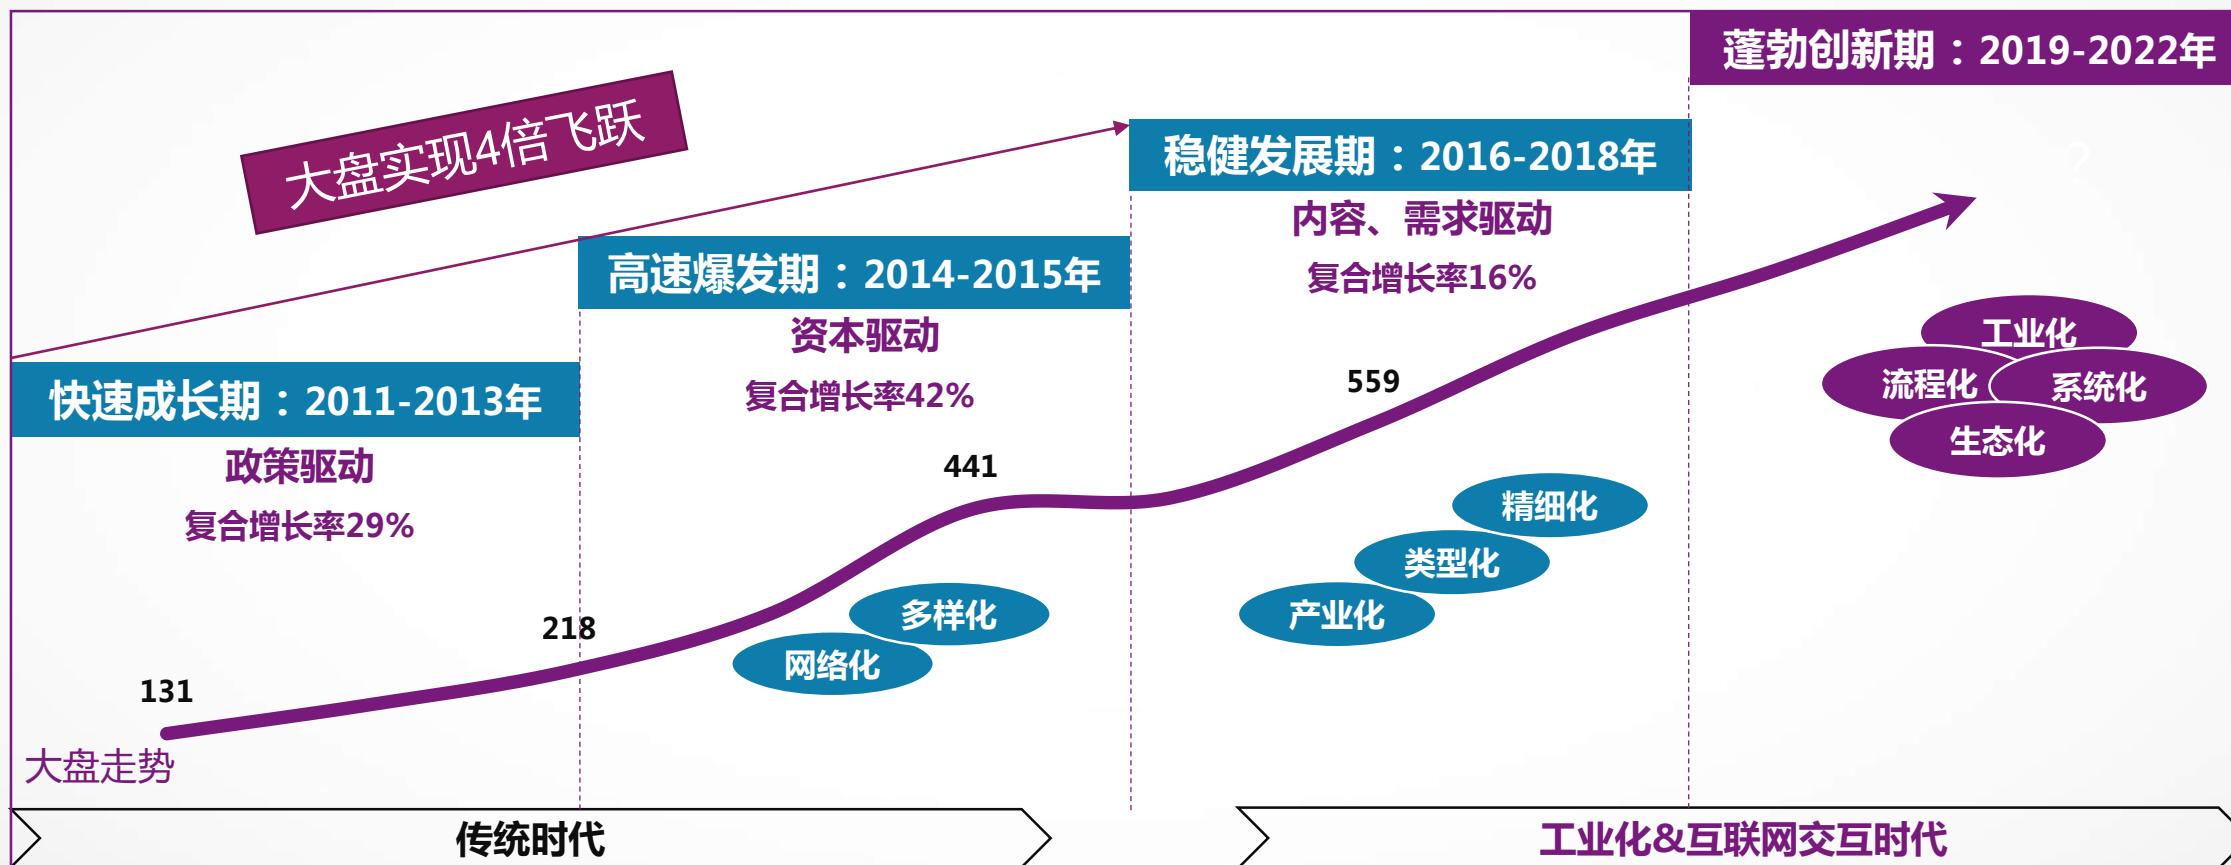 蓬勃创新期：2019-2022年
大盘实现4倍飞跃
稳健发展期：2016-2018年
?
内容、需求驱动
复合增长率16%
高速爆发期：2014-2015年
资本驱动
复合增长率42%
快速成长期：2011-2013年
政策驱动
复合增长率29%
工业化
流程化
系统化
生态化
559
441
精细化
类型化
产业化
多样化
网络化
218
131
大盘走势
传统时代
工业化&互联网交互时代